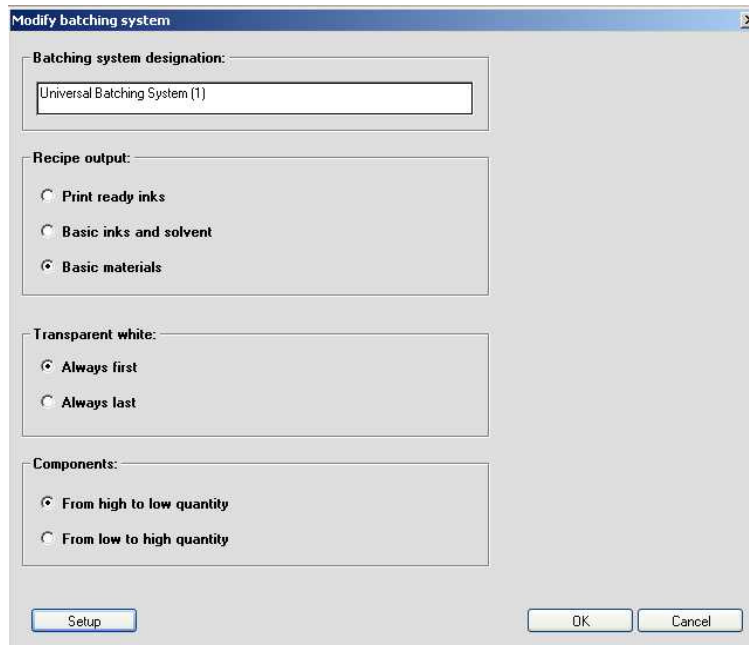 Modify batching system
Batching system designation:
Universal Batching System (1)
Recipe output:
Print ready inks
Basic inks and solvent
Basic materials
Transparent white:
Always first
Always last
Components:
From high to low quantity
From low to high quantity
Setup
OK
Cancel